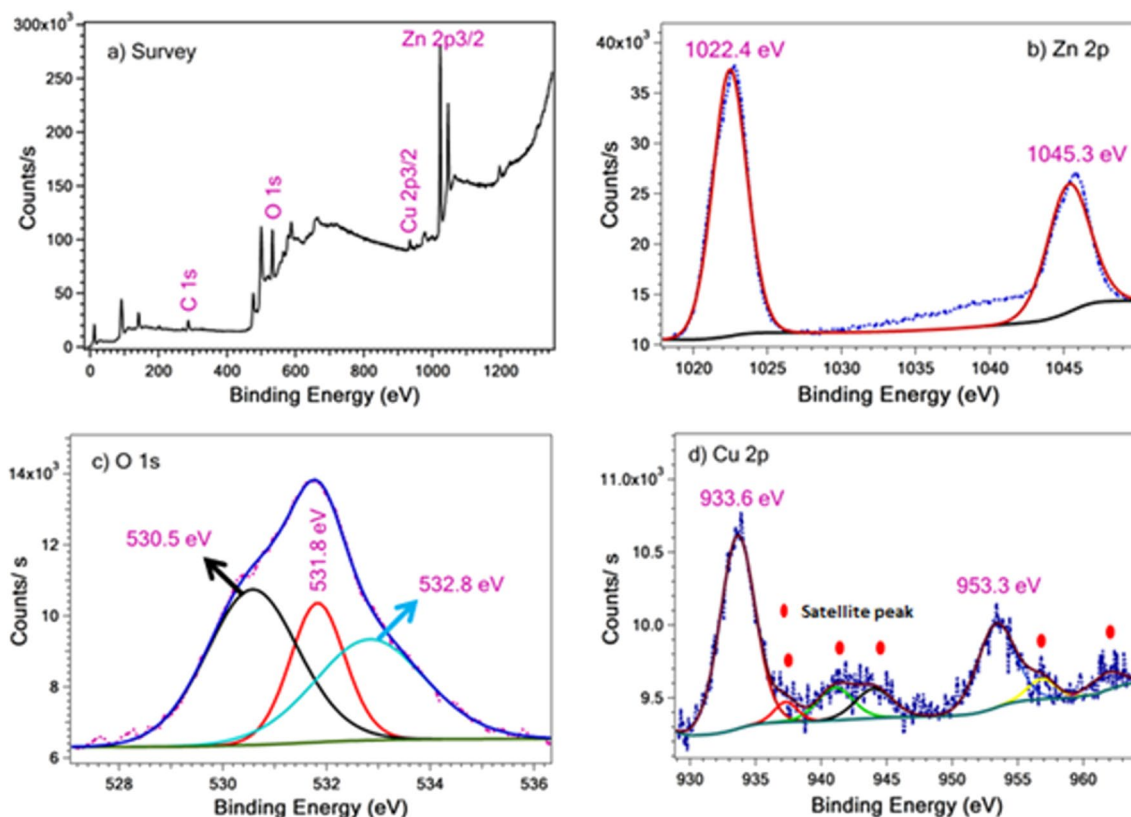 300x10³
250
200
150
100
50
0
Counts/s
a) Survey
Zn 2p3/2
C 1s
O 1s
Cu 2p3/2
0 200 400 600 800 1000 1200
Binding Energy (eV)
40x10³
35
30
25
20
15
10
Counts/s
1022.4 eV
b) Zn 2p
1045.3 eV
1020 1025 1030 1035 1040 1045
Binding Energy (eV)
14x10³
12
10
8
6
Counts/ s
c) O 1s
530.5 eV
531.8 eV
532.8 eV
528 530 532 534 536
Binding Energy (eV)
11.0x10³
10.5
10.0
9.5
Counts/s
d) Cu 2p
933.6 eV
953.3 eV
Satellite peak
930 935 940 945 950 955 960
Binding Energy (eV)